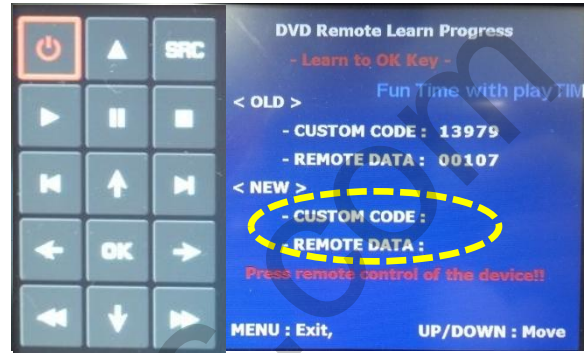 SRC
OK
DVD Remote Learn Progress
- Learn to OK Key -
Fun Time with playTIM
< OLD >
- CUSTOM CODE : 13979
- REMOTE DATA : 00107
< NEW >
- CUSTOM CODE :
- REMOTE DATA :
Press remote control of the device!!
MENU : Exit, UP/DOWN : Move